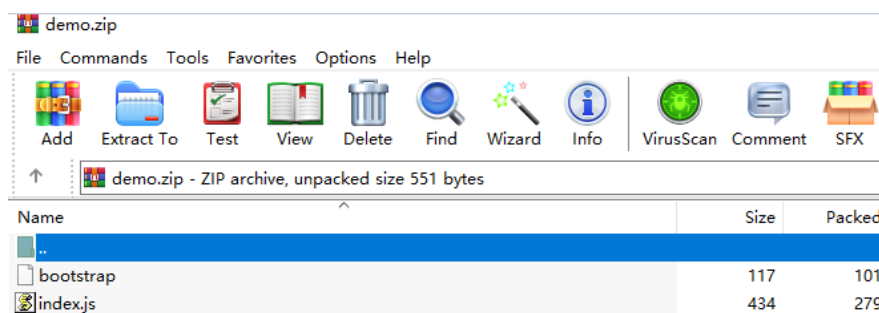 demo.zip
File Commands Tools Favorites Options Help
Add Extract To Test View Delete Find Wizard Info VirusScan Comment SFX
demo.zip - ZIP archive, unpacked size 551 bytes
Name Size Packed
..
bootstrap 117 101
index.js 434 279